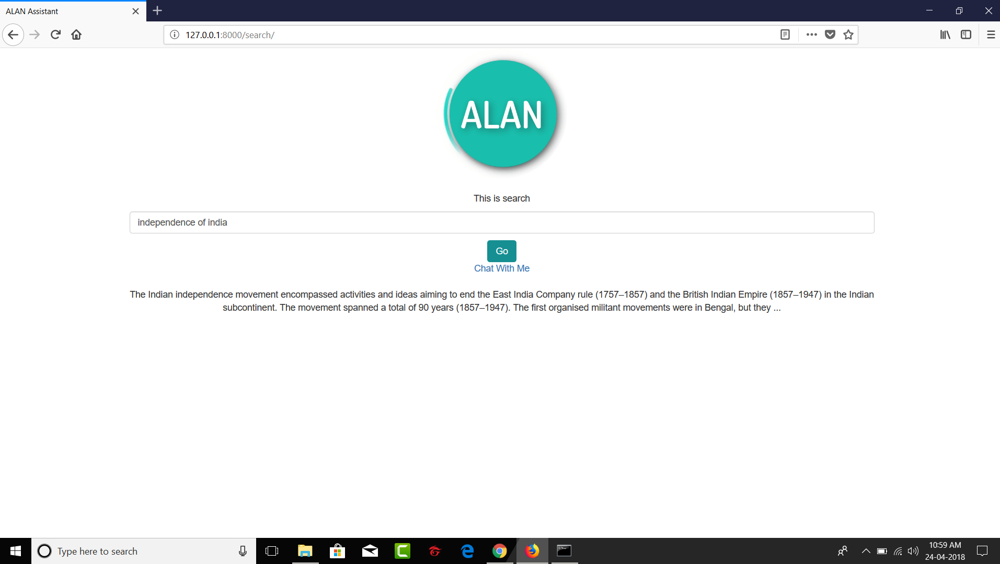 ALAN Assistant
127.0.0.1:8000/search/
ALAN
This is search
independence of india
Go
Chat With Me
The Indian independence movement encompassed activities and ideas aiming to end the East India Company rule (1757–1857) and the British Indian Empire (1857–1947) in the Indian
subcontinent. The movement spanned a total of 90 years (1857–1947). The first organised militant movements were in Bengal, but they ...
Type here to search
10:59 AM
24-04-2018